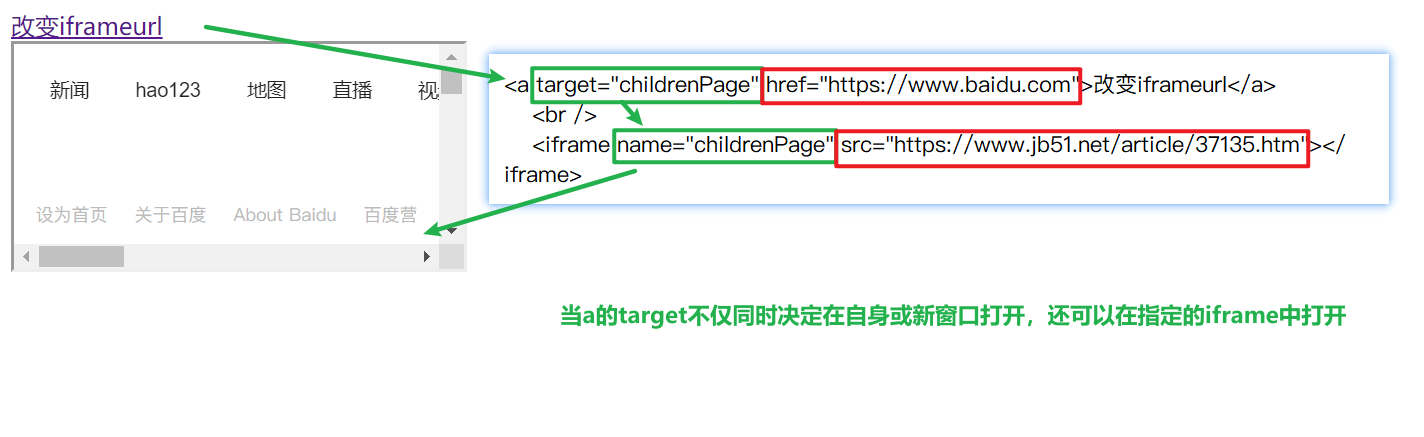 改变iframeurl
新闻 hao123 地图 直播 视
设为首页 关于百度 About Baidu 百度营
<a target="childrenPage" href="https://www.baidu.com">改变iframeurl</a>
<br />
<iframe name="childrenPage" src="https://www.jb51.net/article/37135.htm"></
iframe>
当a的target不仅同时决定在自身或新窗口打开，还可以在指定的iframe中打开